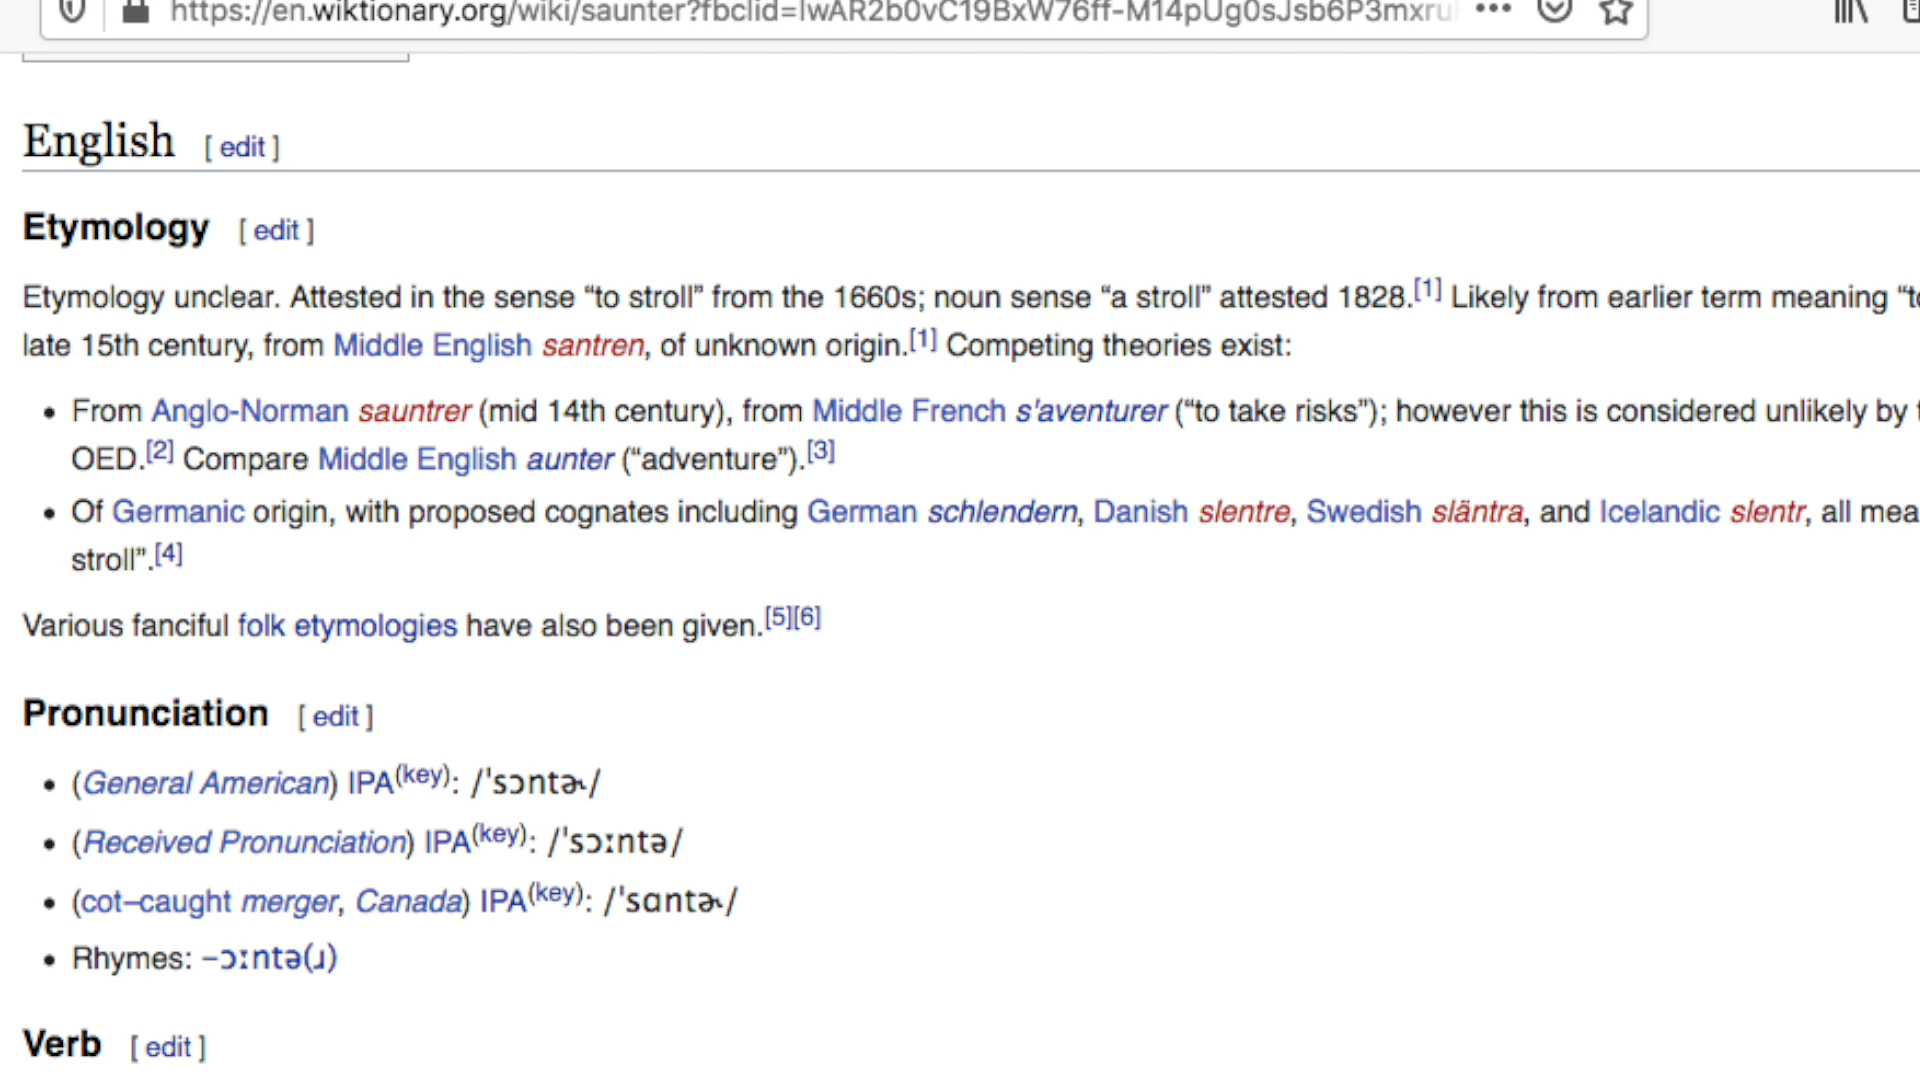 https://en.wiktionary.org/wiki/saunter?fbclid=IwAR2b0vC19BxW76ff-M14pUg0sJsb6P3mxru
English [ edit ]
Etymology [ edit ]
Etymology unclear. Attested in the sense “to stroll” from the 1660s; noun sense “a stroll” attested 1828.[1] Likely from earlier term meaning
late 15th century, from Middle English santren, of unknown origin.[1] Competing theories exist:
• From Anglo-Norman sauntrer (mid 14th century), from Middle French s'aventurer (“to take risks”); however this is considered unlikely by
OED.[2] Compare Middle English aunter (“adventure”).[3]
• Of Germanic origin, with proposed cognates including German schlendern, Danish slentre, Swedish släntra, and Icelandic slentr, all
stroll”.[4]
Various fanciful folk etymologies have also been given.[5][6]
Pronunciation [ edit ]
• (General American) IPA(key): /ˈsɔntɚ/
• (Received Pronunciation) IPA(key): /ˈsɔːntə/
• (cot–caught merger, Canada) IPA(key): /ˈsɑntɚ/
• Rhymes: -ɔːntə(ɹ)
Verb [ edit ]